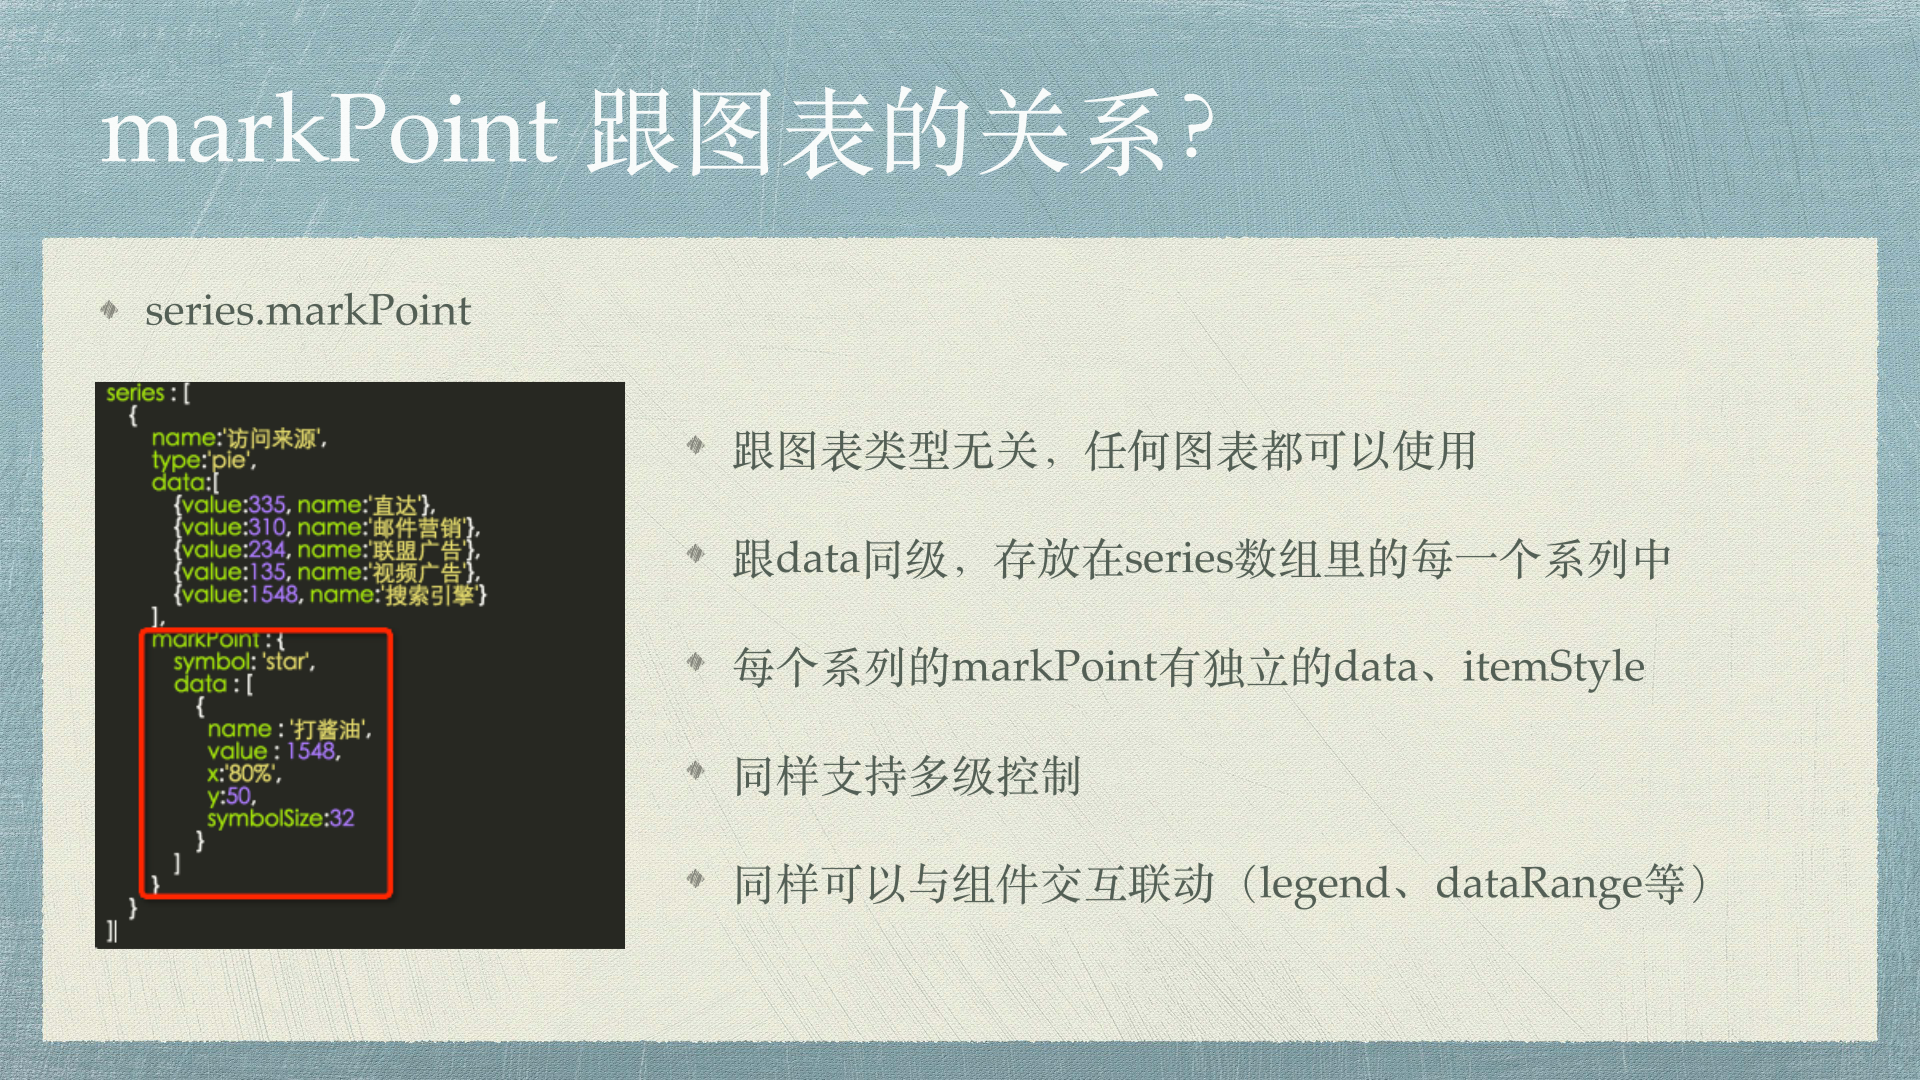 markPoint 跟图表的关系？
series.markPoint
series : [
{
name:'访问来源',
type:'pie',
data:[
{value:335, name:'直达'},
{value:310, name:'邮件营销'},
{value:234, name:'联盟广告'},
{value:135, name:'视频广告'},
{value:1548, name:'搜索引擎'}
],
markPoint : {
symbol: 'star',
data : [
{
name : '打酱油',
value : 1548,
x:'80%',
y:50,
symbolSize:32
}
]
}
}
]
跟图表类型无关，任何图表都可以使用
跟data同级，存放在series数组里的每一个系列中
每个系列的markPoint有独立的data、itemStyle
同样支持多级控制
同样可以与组件交互联动（legend、dataRange等）